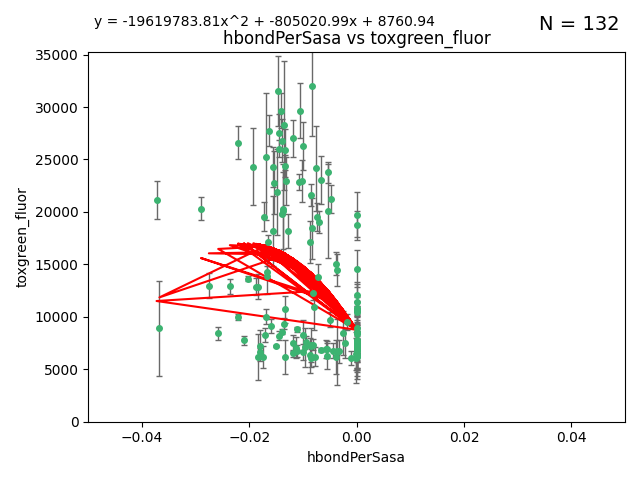 y = -19619783.81x^2 + -805020.99x + 8760.94
N = 132
hbondPerSasa vs toxgreen_fluor
35000
30000
25000
20000
15000
10000
5000
0
toxgreen_fluor
−0.04
−0.02
0.00
0.02
0.04
hbondPerSasa